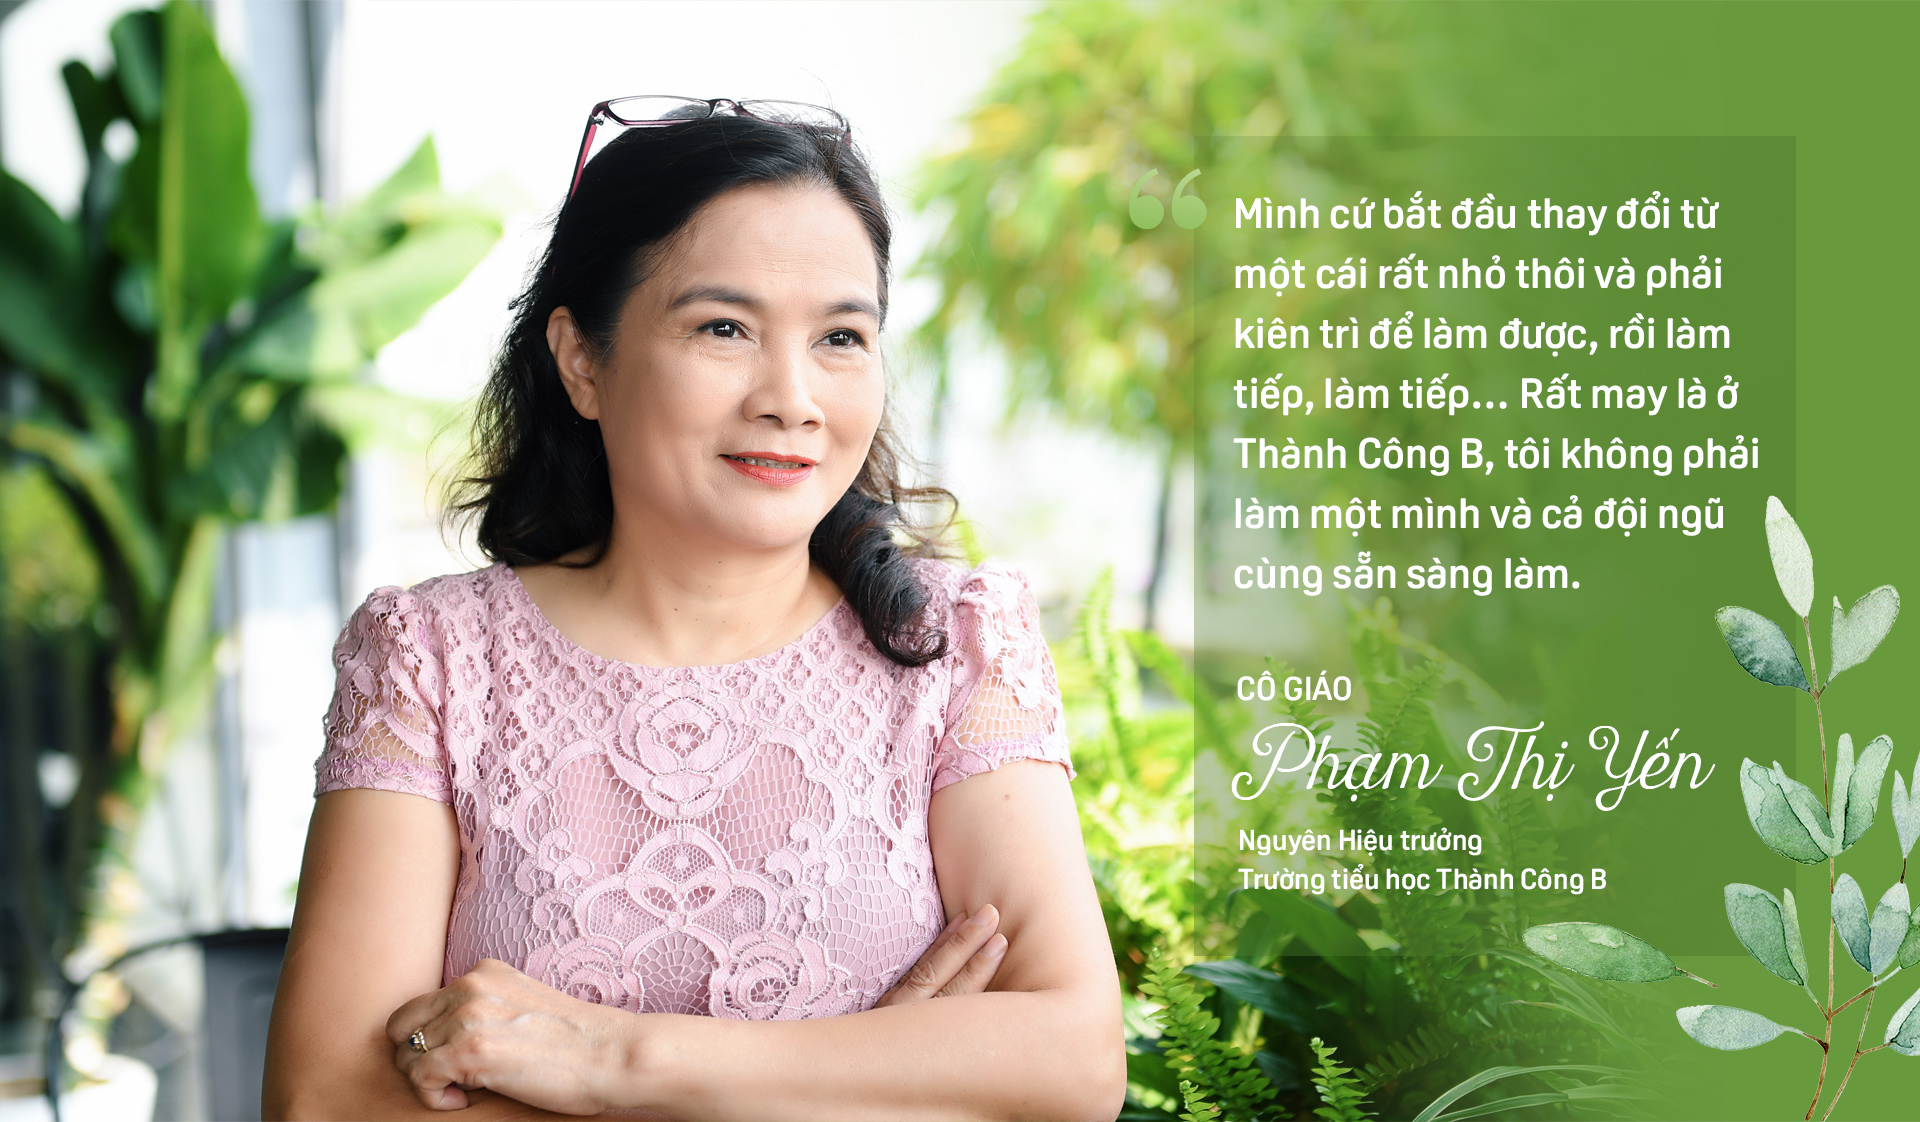 “
Mình cứ bắt đầu thay đổi từ
một cái rất nhỏ thôi và phải
kiên trì để làm được, rồi làm
tiếp, làm tiếp... Rất may là ở
Thành Công B, tôi không phải
làm một mình và cả đội ngũ
cùng sẵn sàng làm.
CÔ GIÁO
Phạm Thị Yến
Nguyên Hiệu trưởng
Trường tiểu học Thành Công B